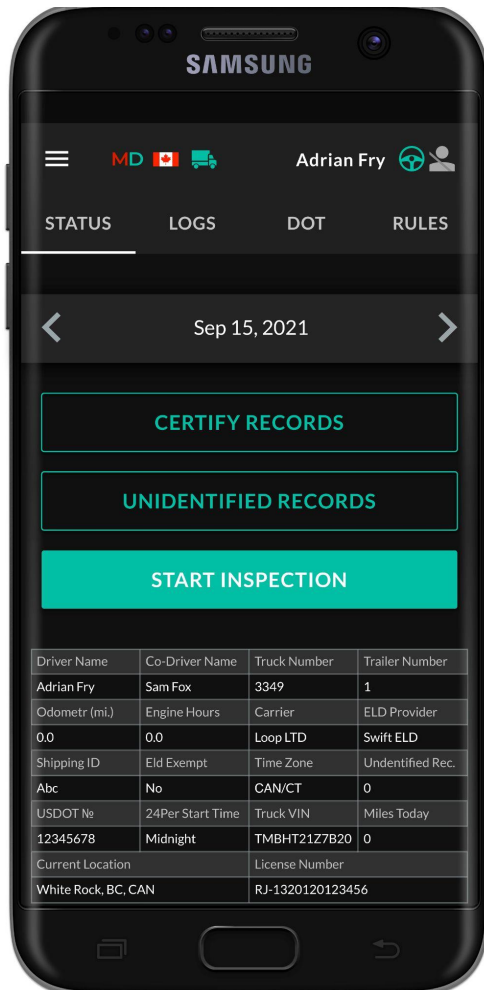 SAMSUNG
MD Adrian Fry
STATUS LOGS DOT RULES
Sep 15, 2021
CERTIFY RECORDS
UNIDENTIFIED RECORDS
START INSPECTION
Driver Name Co-Driver Name Truck Number Trailer Number
Adrian Fry Sam Fox 3349 1
Odometr (mi.) Engine Hours Carrier ELD Provider
0.0 0.0 Loop LTD Swift ELD
Shipping ID Eld Exempt Time Zone Undentified Rec.
Abc No CAN/CT 0
USDOT № 24Per Start Time Truck VIN Miles Today
12345678 Midnight TMBHT21Z7B20 0
Current Location License Number
White Rock, BC, CAN RJ-1320120123456